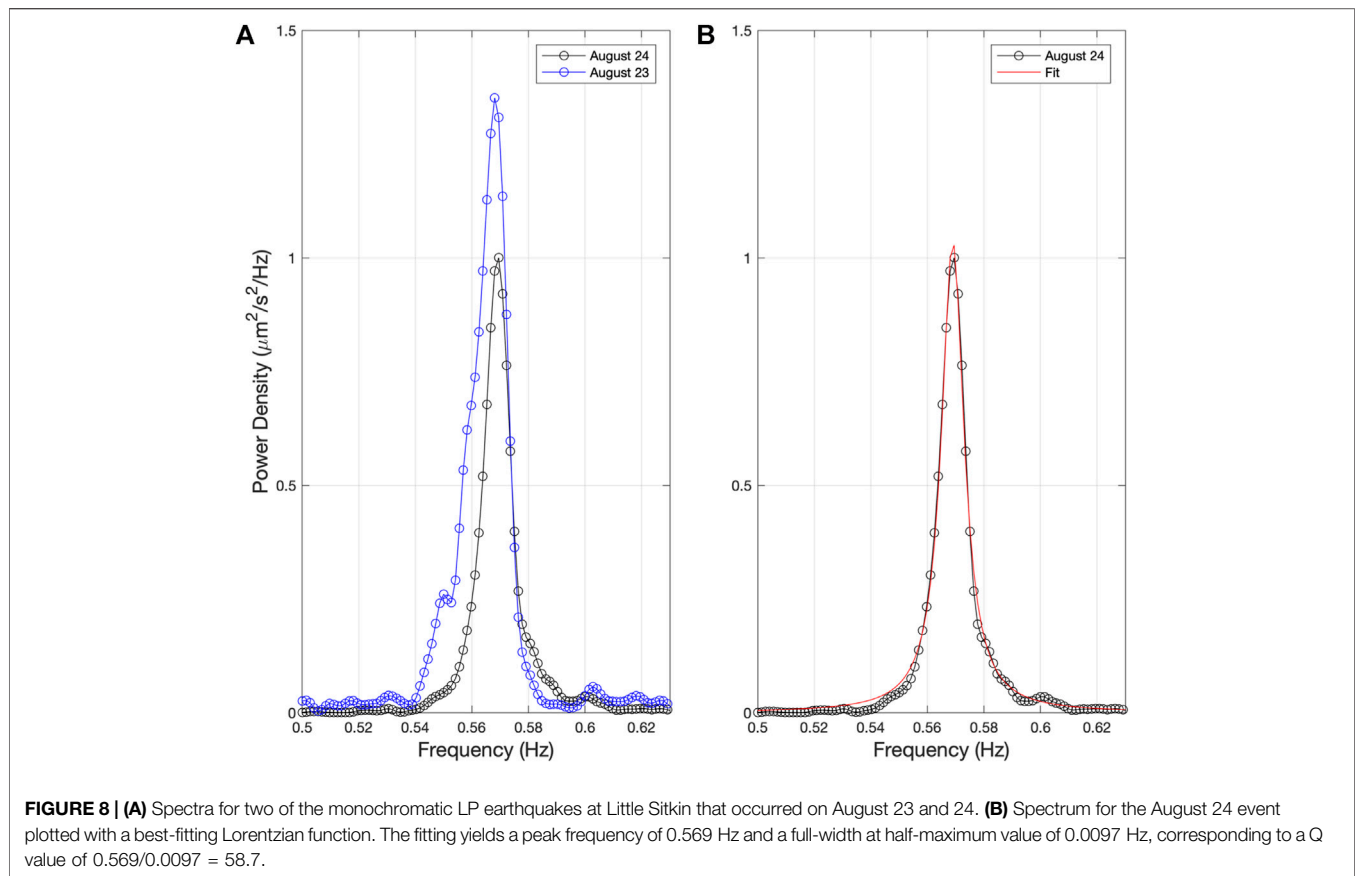 A
1.5
August 24
August 23
1
0.5
0
Power Density (μm²/s²/Hz)
0.5 0.52 0.54 0.56 0.58 0.6 0.62
Frequency (Hz)
B
1.5
August 24
Fit
1
0.5
0
0.5 0.52 0.54 0.56 0.58 0.6 0.62
Frequency (Hz)
FIGURE 8 | (A) Spectra for two of the monochromatic LP earthquakes at Little Sitkin that occurred on August 23 and 24. (B) Spectrum for the August 24 event
plotted with a best-fitting Lorentzian function. The fitting yields a peak frequency of 0.569 Hz and a full-width at half-maximum value of 0.0097 Hz, corresponding to a Q
value of 0.569/0.0097 = 58.7.